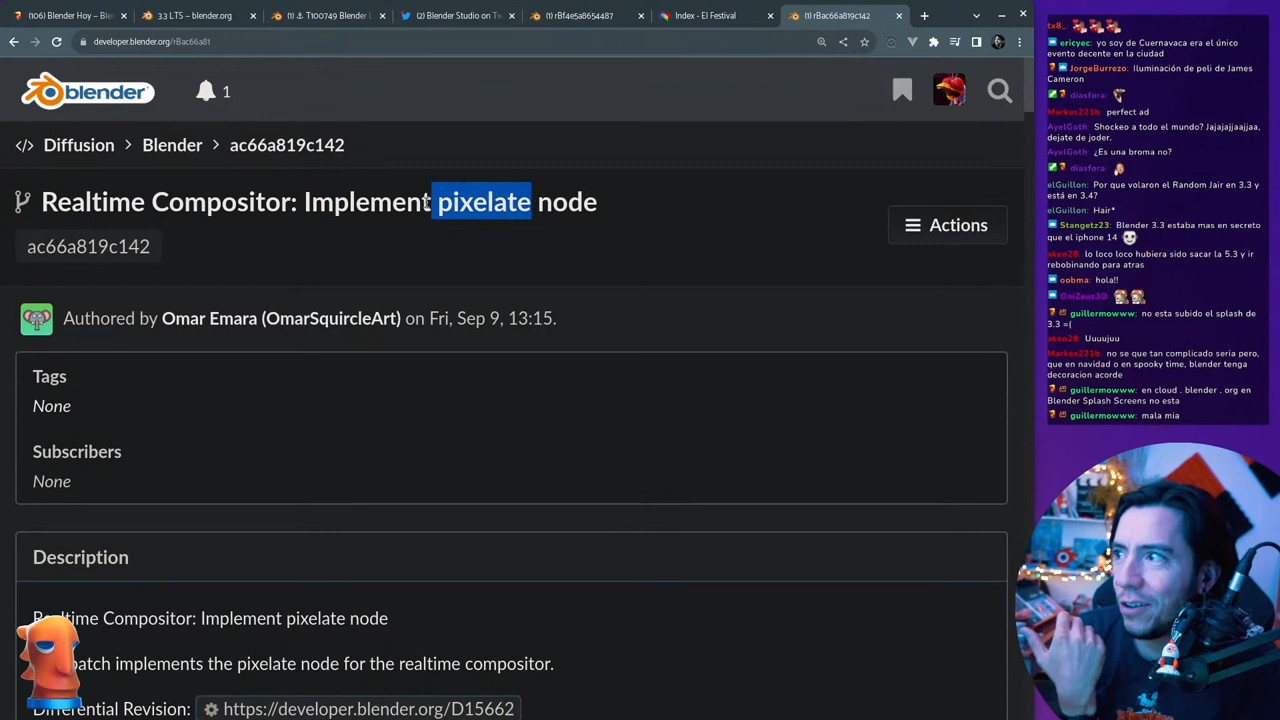 (106) Blender Hoy – B
3.3 LTS — blender.org
(1) ⚓ T100749 Blender L
(2) Blender Studio on Tw
(1) rBf4e5a8654487
Index - El Festival
(1) rBac66a819c142
developer.blender.org/rBac66a81
blender
1
Diffusion > Blender > ac66a819c142
Realtime Compositor: Implement pixelate node
ac66a819c142
Actions
Authored by Omar Emara (OmarSquircleArt) on Fri, Sep 9, 13:15.
Tags
None
Subscribers
None
Description
Realtime Compositor: Implement pixelate node
patch implements the pixelate node for the realtime compositor.
Differential Revision: https://developer.blender.org/D15662
tx8_
ericyec: yo soy de Cuernavaca era el único
evento decente en la ciudad
JorgeBurrezo: Iluminación de peli de James
Cameron
diasfora:
Markes221b: perfect ad
AyelGoth: Shockeo a todo el mundo? Jajajajjaajjaa,
dejate de joder.
AyelGoth: ¿Es una broma no?
diasfora:
elGuillon: Por que volaron el Random Jair en 3.3 y
está en 3.4?
elGuillon: Hair*
Stangetz23: Blender 3.3 estaba mas en secreto
que el iphone 14
akeo28: lo loco loco hubiera sido sacar la 5.3 y ir
rebobinando para atras
oobma: hola!!
OniZeus3D:
guillermowww: no esta subido el splash de
3.3 =(
akeo28: Uuuujuu
Markes221b: no se que tan complicado seria pero,
que en navidad o en spooky time, blender tenga
decoracion acorde
guillermowww: en cloud . blender . org en
Blender Splash Screens no esta
guillermowww: mala mia